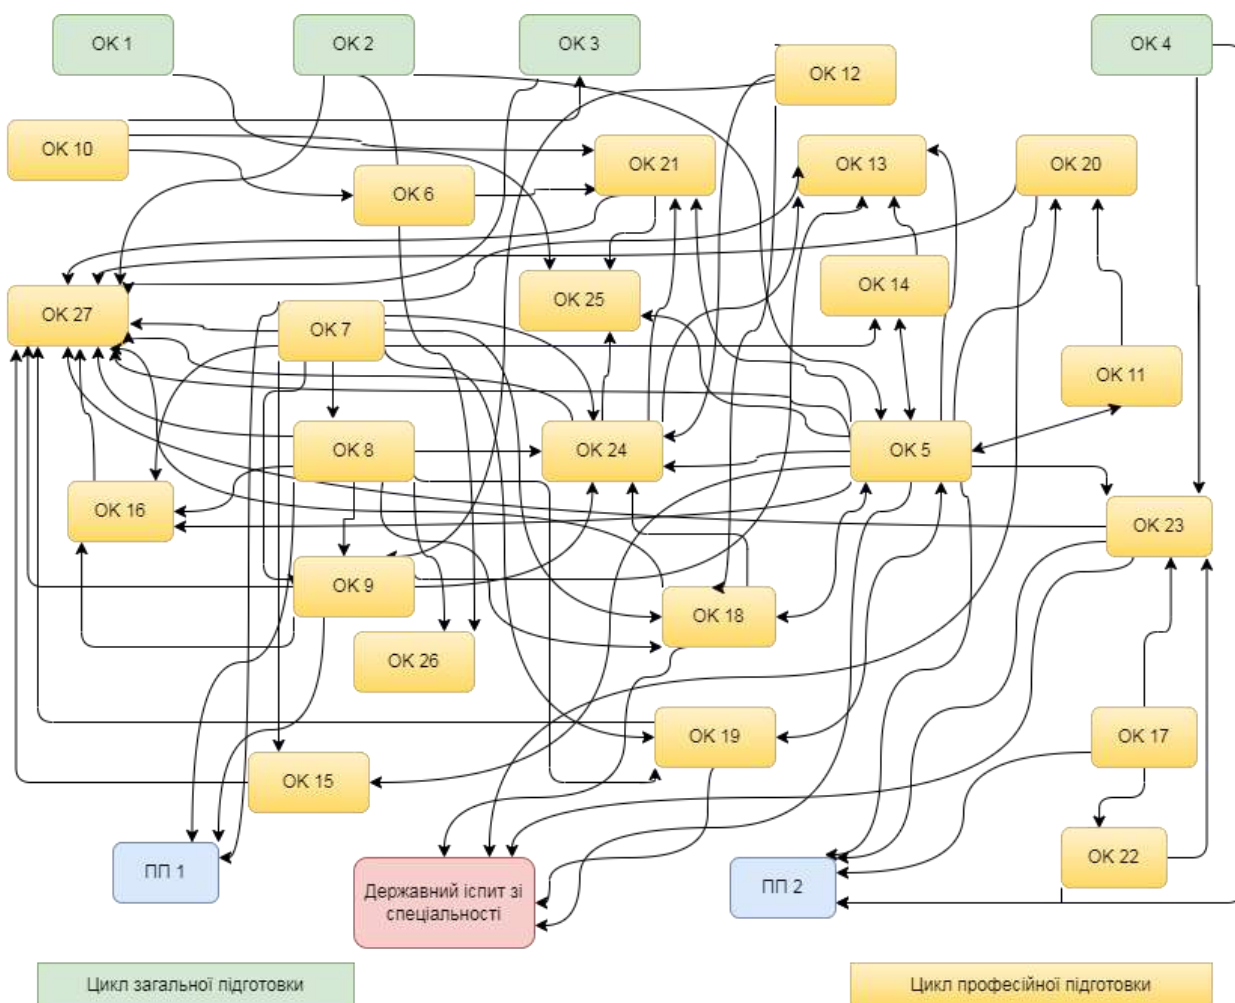 ОК 1
ОК 2
ОК 3
ОК 4
ОК 12
ОК 10
ОК 21
ОК 13
ОК 20
ОК 6
ОК 25
ОК 14
ОК 27
ОК 7
ОК 11
ОК 8
ОК 24
ОК 5
ОК 16
ОК 23
ОК 9
ОК 18
ОК 26
ОК 19
ОК 17
ОК 15
ОК 22
ПП 1
Державний іспит зі
спеціальності
ПП 2
Цикл загальної підготовки
Цикл професійної підготовки